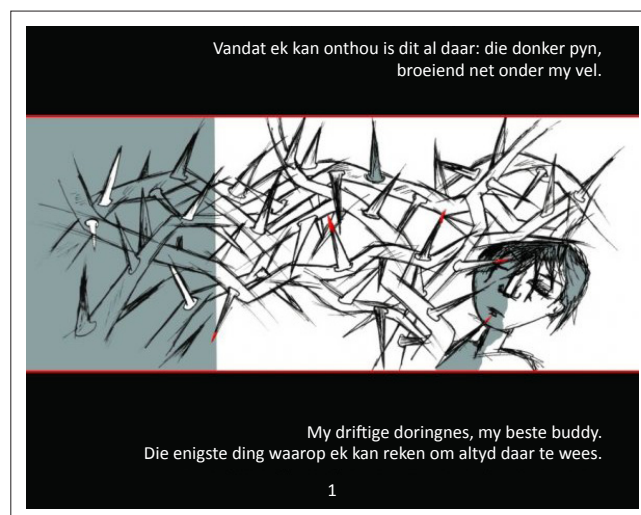 Vandat ek kan onthou is dit al daar: die donker pyn,
broeiend net onder my vel.
My driftige doringnes, my beste buddy.
Die enigste ding waarop ek kan reken om altyd daar te wees.
1